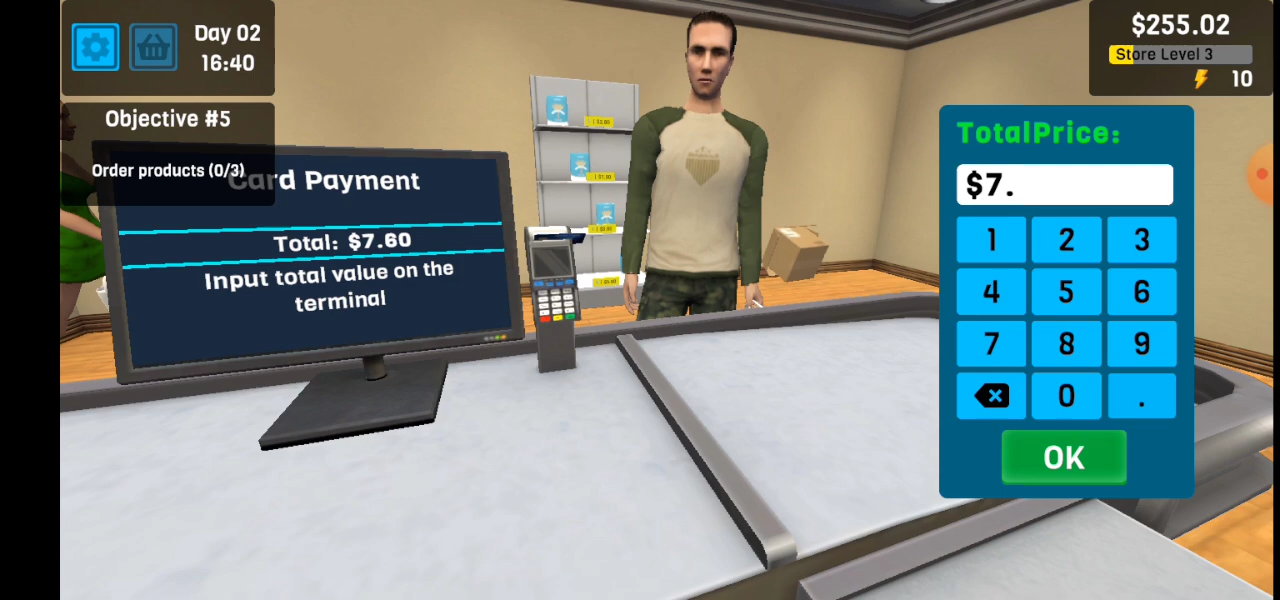 Day 02
16:40
$255.02
Store Level 3
10
Objective #5
Order products (0/3)
Card Payment
Total: $7.60
Input total value on the
terminal
TotalPrice:
$7.
1 2 3
4 5 6
7 8 9
0 .
OK